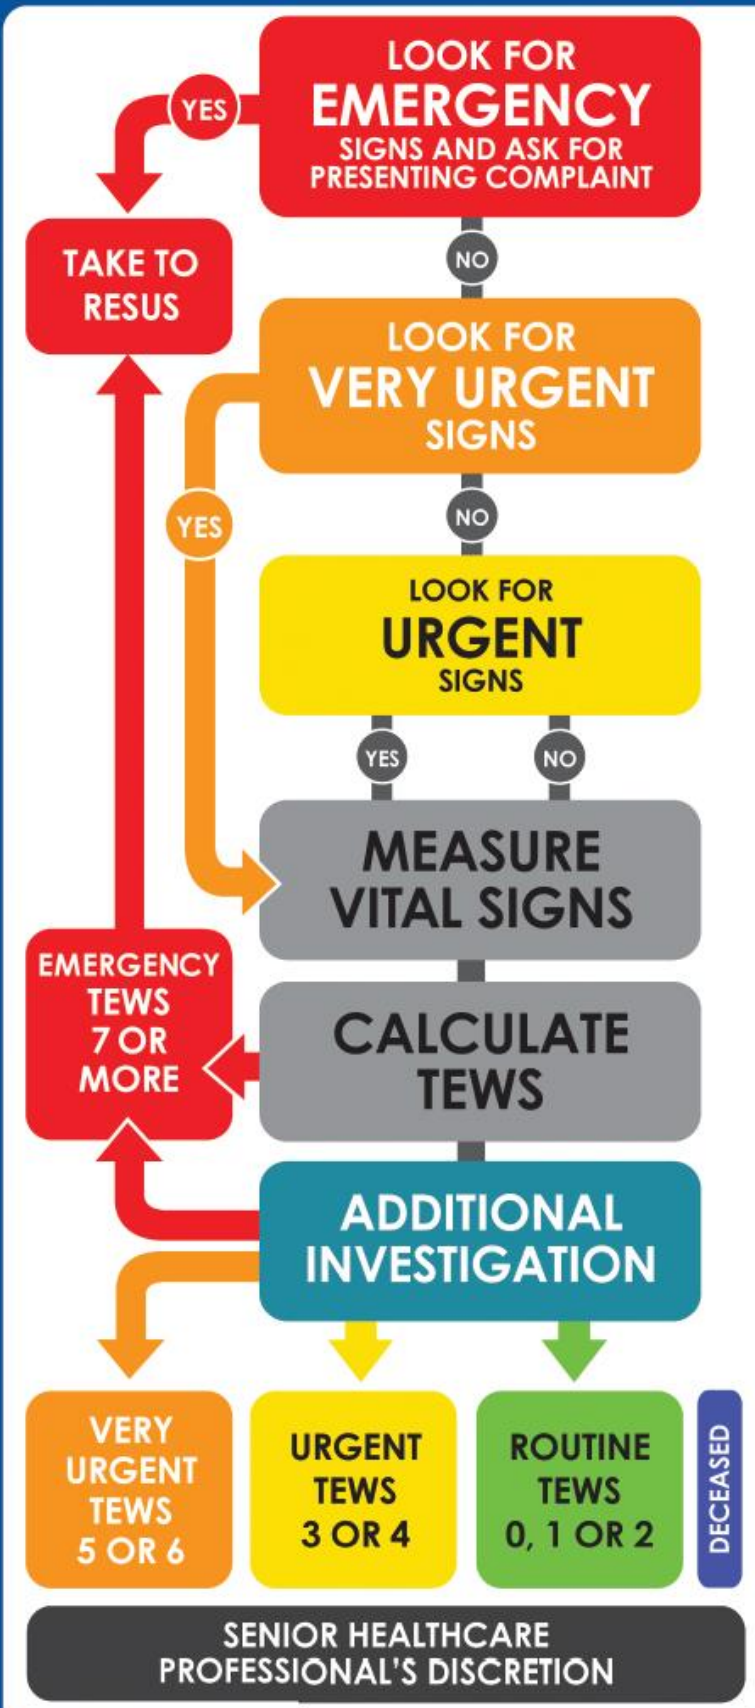 LOOK FOR
EMERGENCY
SIGNS AND ASK FOR
PRESENTING COMPLAINT
YES
TAKE TO
RESUS
NO
LOOK FOR
VERY URGENT
SIGNS
YES
NO
LOOK FOR
URGENT
SIGNS
YES
NO
MEASURE
VITAL SIGNS
EMERGENCY
TEWS
7 OR
MORE
CALCULATE
TEWS
ADDITIONAL
INVESTIGATION
VERY
URGENT
TEWS
5 OR 6
URGENT
TEWS
3 OR 4
ROUTINE
TEWS
0, 1 OR 2
DECEASED
SENIOR HEALTHCARE
PROFESSIONAL'S DISCRETION